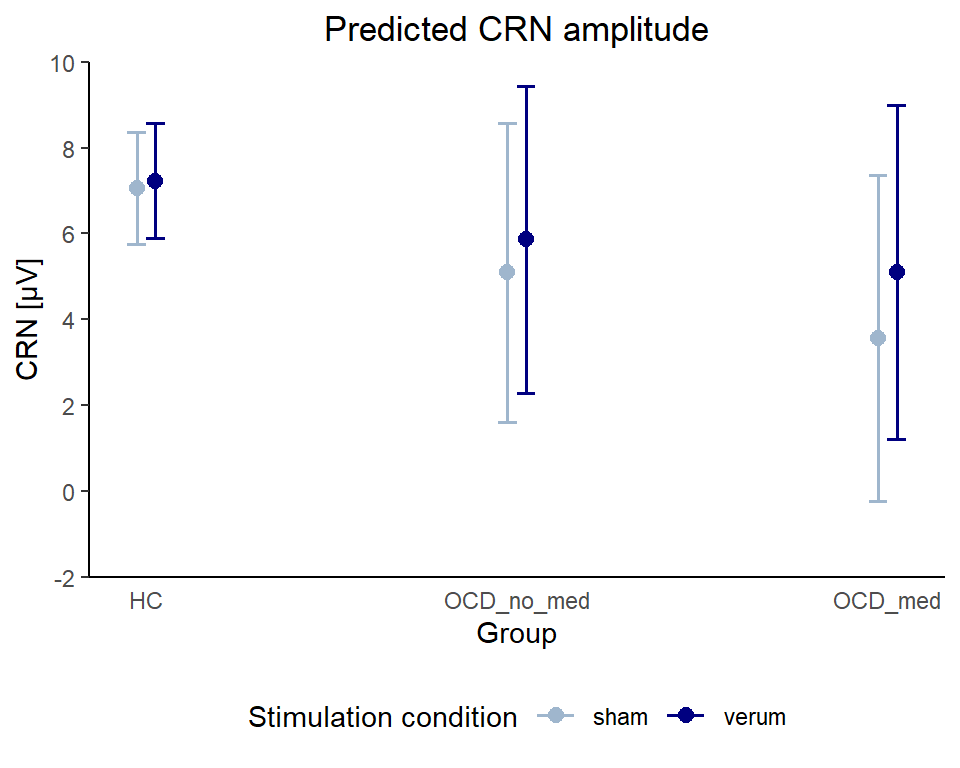 Predicted CRN amplitude
10
8
6
4
2
0
-2
CRN [µV]
HC OCD_no_med OCD_med
Group
Stimulation condition sham verum